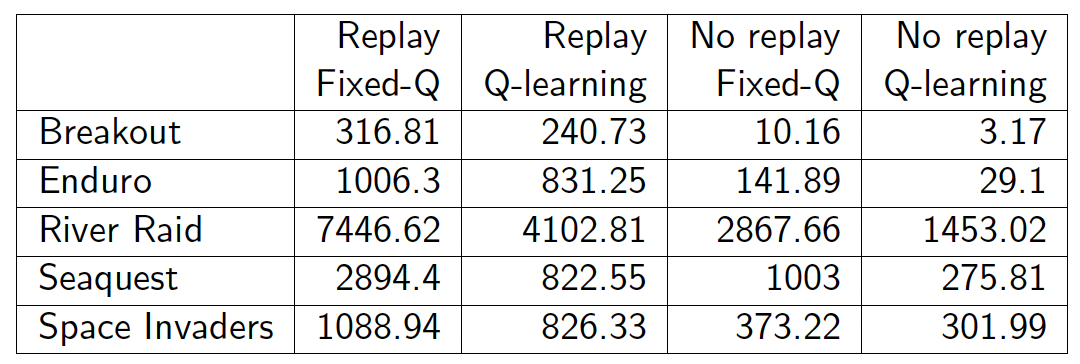 Replay Replay No replay No replay
Fixed-Q Q-learning Fixed-Q Q-learning
Breakout 316.81 240.73 10.16 3.17
Enduro 1006.3 831.25 141.89 29.1
River Raid 7446.62 4102.81 2867.66 1453.02
Seaquest 2894.4 822.55 1003 275.81
Space Invaders 1088.94 826.33 373.22 301.99